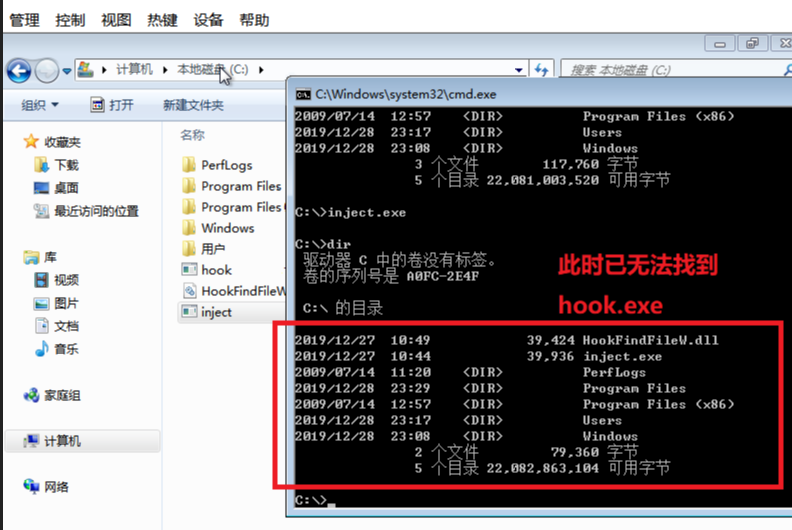 管理 控制 视图 热键 设备 帮助
计算机 本地磁盘 (C:)
搜索 本地磁盘 (C:)
组织 打开 新建文件夹
收藏夹
下载
桌面
最近访问的位置
库
视频
图片
文档
音乐
家庭组
计算机
网络
名称
PerfLogs
Program Files
Program Files
Windows
用户
hook
HookFindFileW
inject
C:\Windows\system32\cmd.exe
2009/07/14 12:57 <DIR> Program Files (x86)
2019/12/28 23:17 <DIR> Users
2019/12/28 23:08 <DIR> Windows
3 个文件 117,760 字节
5 个目录 22,081,003,520 可用字节
C:\>inject.exe
C:\>dir
驱动器 C 中的卷没有标签。
卷的序列号是 A0FC-2E4F
C:\ 的目录
2019/12/27 10:49 39,424 HookFindFileW.dll
2019/12/27 10:44 39,936 inject.exe
2009/07/14 11:20 <DIR> PerfLogs
2019/12/28 23:29 <DIR> Program Files
2009/07/14 12:57 <DIR> Program Files (x86)
2019/12/28 23:17 <DIR> Users
2019/12/28 23:08 <DIR> Windows
2 个文件 79,360 字节
5 个目录 22,082,863,104 可用字节
C:\>_
此时已无法找到
hook.exe